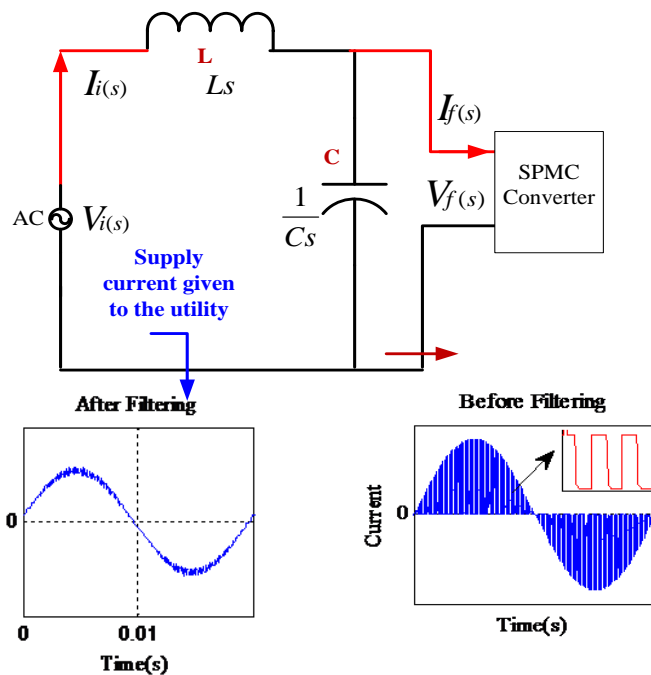 L
Ls
Ii(s)
If(s)
C
1
Cs
SPMC
Converter
Vf(s)
AC
Vi(s)
Supply
current given
to the utility
After Filtering
0
0
0.01
Time(s)
Before Filtering
Current
0
Time(s)